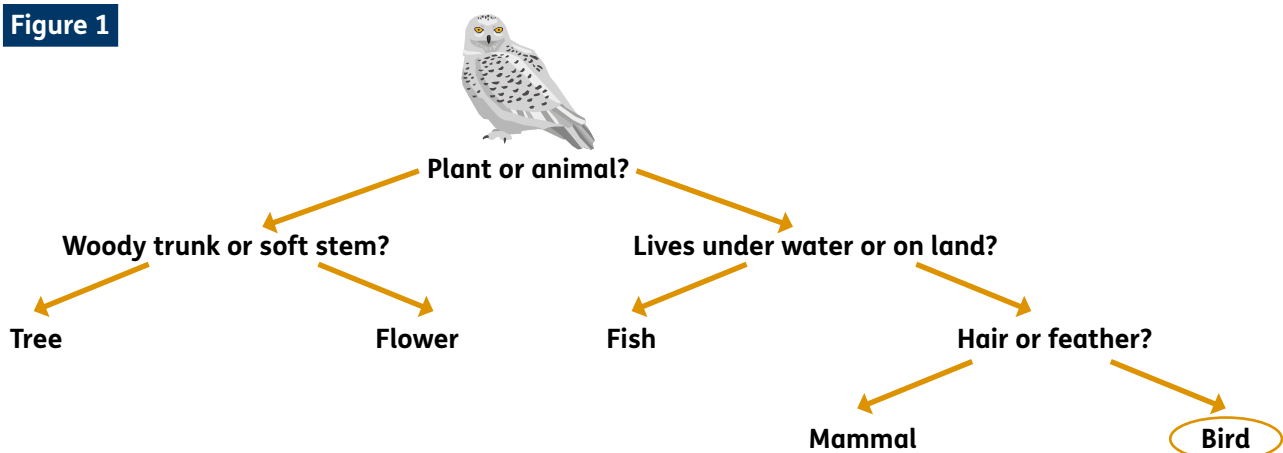 Figure 1
Plant or animal?
Woody trunk or soft stem?
Lives under water or on land?
Tree
Flower
Fish
Hair or feather?
Mammal
Bird